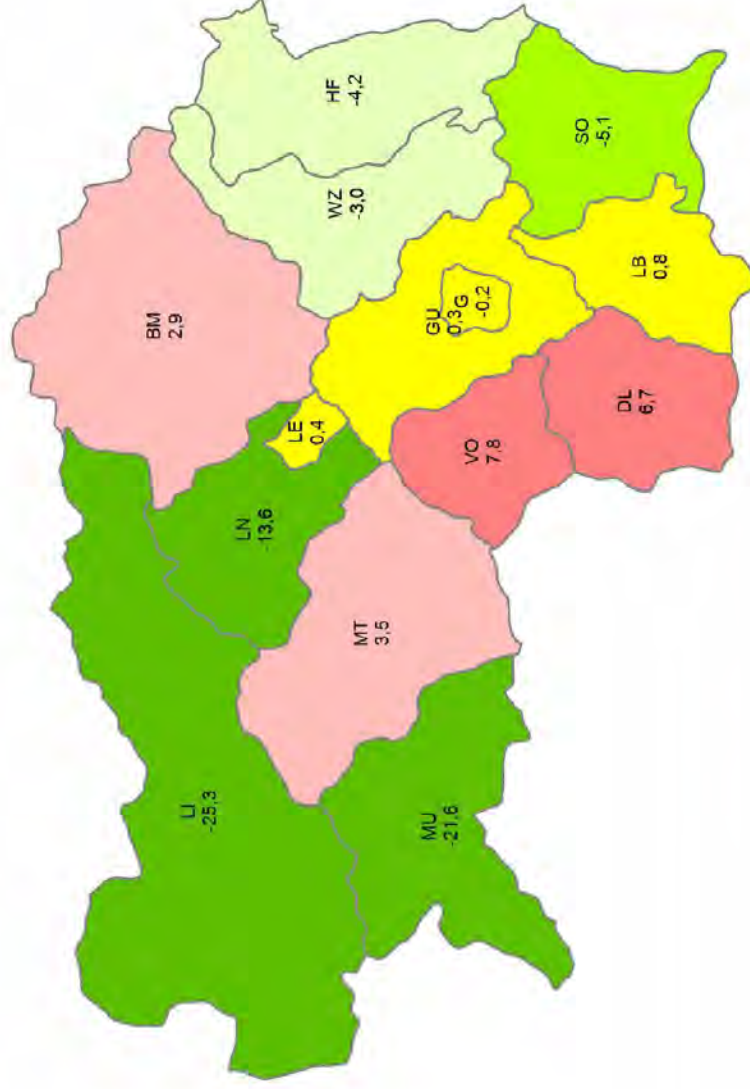 LI
-25,3
BM
2,9
LN
-13,6
LE
0,4
WZ
-3,0
HF
-4,2
MT
3,5
MU
-21,6
GU
0,3
G
-0,2
VO
7,8
SO
-5,1
DL
6,7
LB
0,8